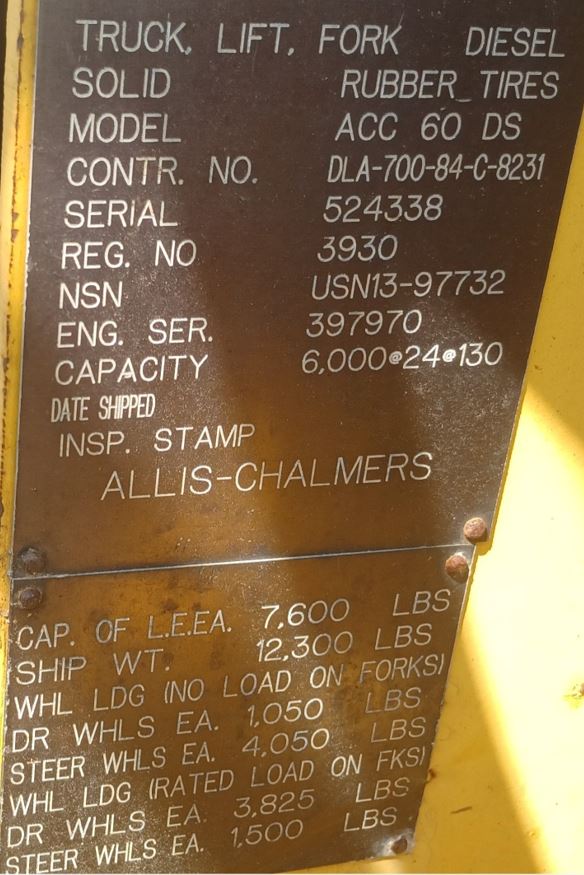 TRUCK, LIFT, FORK DIESEL
SOLID RUBBER TIRES
MODEL ACC 60 DS
CONTR. NO. DLA-700-84-C-8231
SERIAL 524338
REG. NO 3930
NSN USN13-97732
ENG. SER. 397970
CAPACITY 6,000@24@130
DATE SHIPPED
INSP. STAMP
ALLIS-CHALMERS
CAP. OF L.E.EA. 7,600 LBS
SHIP WT. 12,300 LBS
WHL LDG (NO LOAD ON FORKS)
DR WHLS EA. 1,050 LBS
STEER WHLS EA. 4,050 LBS
WHL LDG (RATED LOAD ON FKS)
DR WHLS EA. 3,825 LBS
STEER WHLS EA. 1,500 LBS